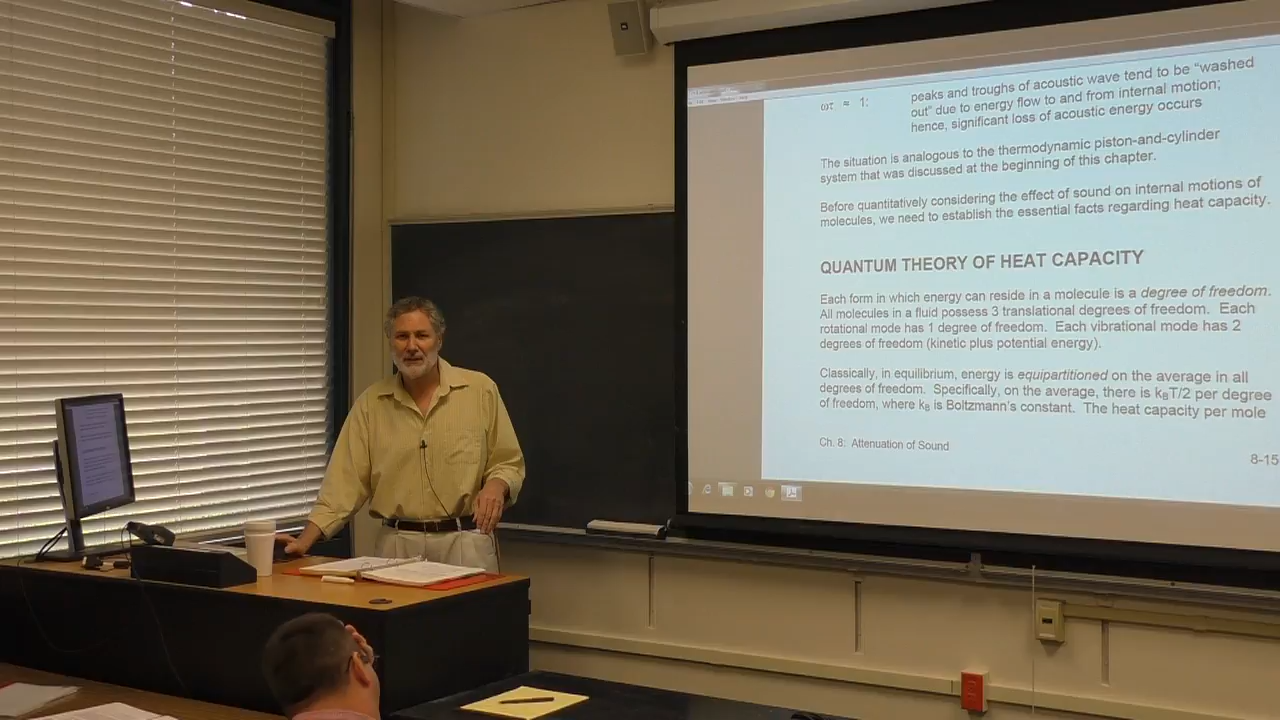 peaks and troughs of acoustic wave tend to be “washed
ωτ ≈ 1: out” due to energy flow to and from internal motion;
hence, significant loss of acoustic energy occurs
The situation is analogous to the thermodynamic piston-and-cylinder
system that was discussed at the beginning of this chapter.
Before quantitatively considering the effect of sound on internal motions of
molecules, we need to establish the essential facts regarding heat capacity.
QUANTUM THEORY OF HEAT CAPACITY
Each form in which energy can reside in a molecule is a degree of freedom.
All molecules in a fluid possess 3 translational degrees of freedom. Each
rotational mode has 1 degree of freedom. Each vibrational mode has 2
degrees of freedom (kinetic plus potential energy).
Classically, in equilibrium, energy is equipartitioned on the average in all
degrees of freedom. Specifically, on the average, there is kBT/2 per degree
of freedom, where kB is Boltzmann's constant. The heat capacity per mole
Ch. 8: Attenuation of Sound
8-15